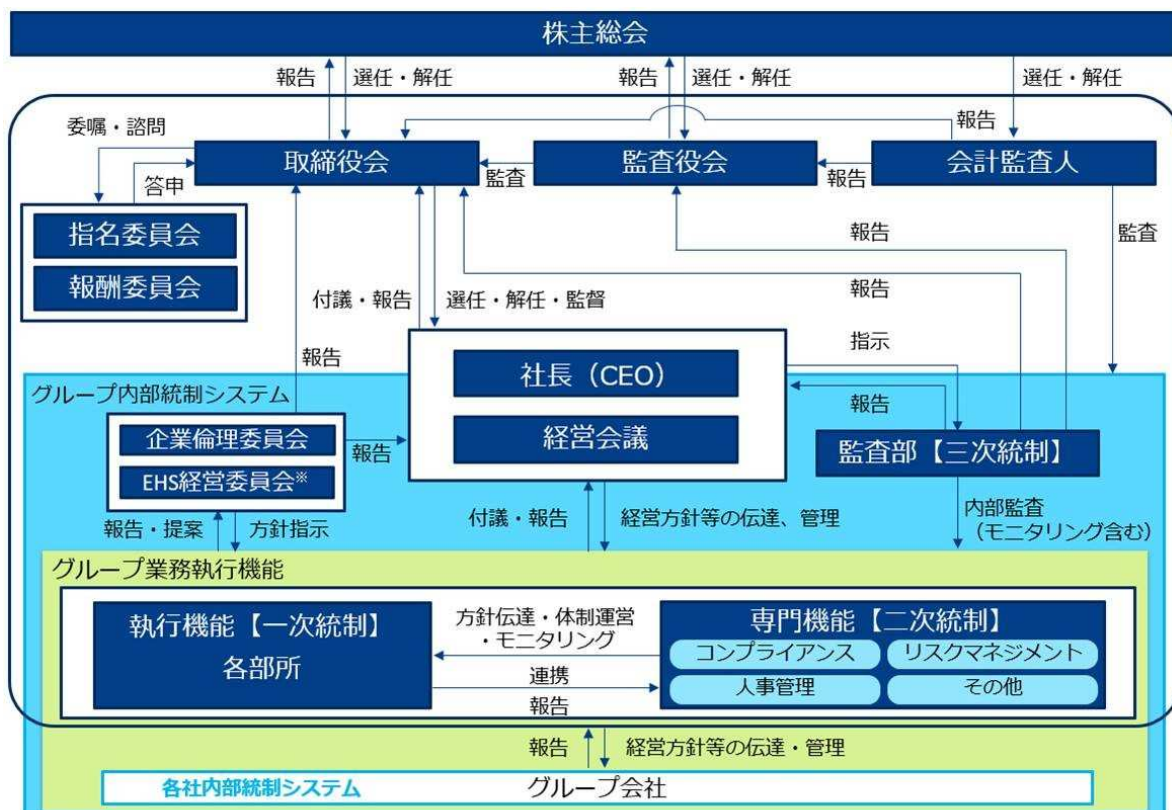 株主総会
報告
選任・解任
報告
選任・解任
選任・解任
委嘱・諮問
報告
取締役会
監査
監査役会
報告
会計監査人
答申
指名委員会
報酬委員会
報告
監査
付議・報告
選任・解任・監督
報告
報告
指示
グループ内部統制システム
社長（CEO）
経営会議
報告
企業倫理委員会
EHS経営委員会※
報告
監査部【三次統制】
報告・提案
方針指示
付議・報告
経営方針等の伝達、管理
内部監査
（モニタリング含む）
グループ業務執行機能
執行機能【一次統制】
各部所
方針伝達・体制運営
・モニタリング
連携
報告
専門機能【二次統制】
コンプライアンス
リスクマネジメント
人事管理
その他
報告
経営方針等の伝達・管理
各社内部統制システム
グループ会社